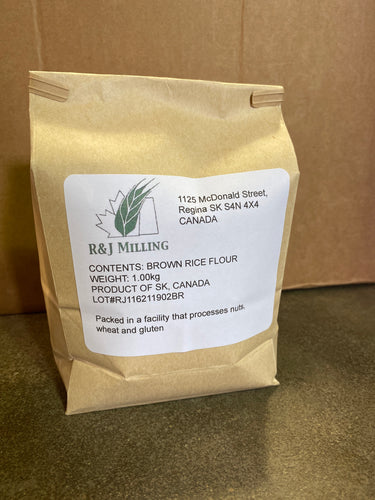 1125 McDonald Street,
Regina SK S4N 4X4
CANADA
R&J MILLING
CONTENTS: BROWN RICE FLOUR
WEIGHT: 1.00kg
PRODUCT OF SK, CANADA
LOT#RJ116211902BR
Packed in a facility that processes nuts.
wheat and gluten